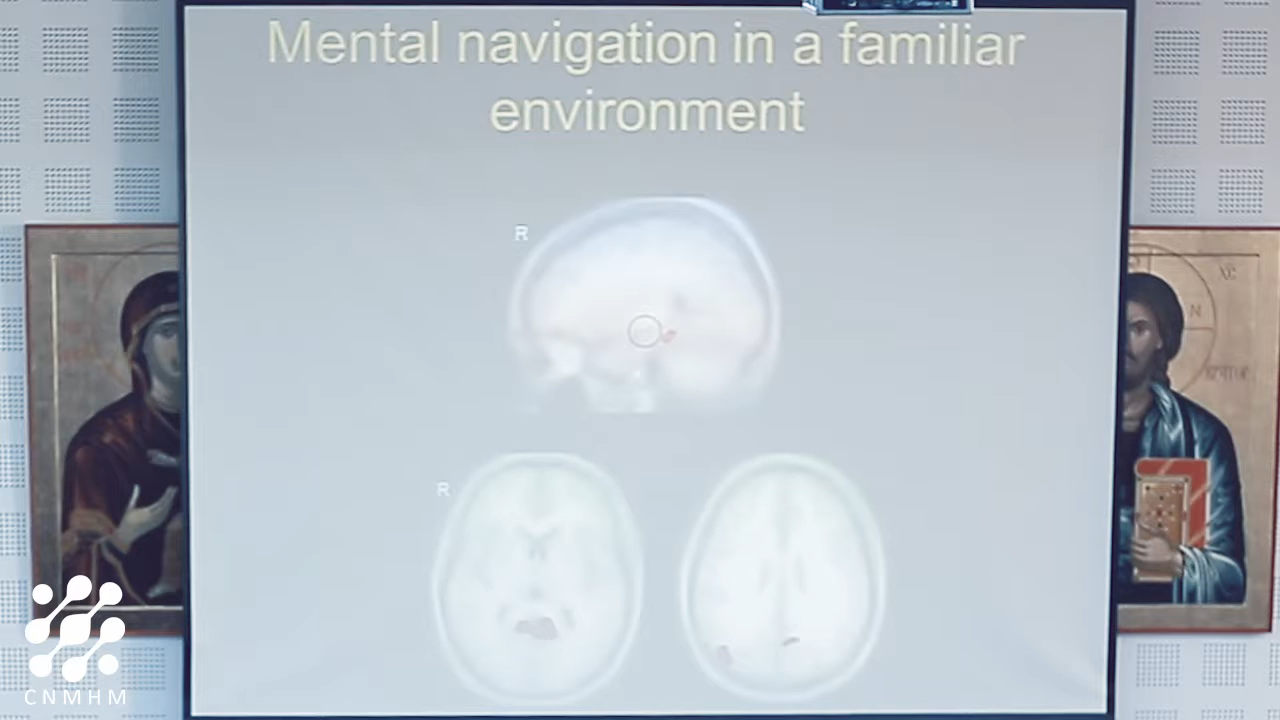 Mental navigation in a familiar
environment
R
R
CNMHM